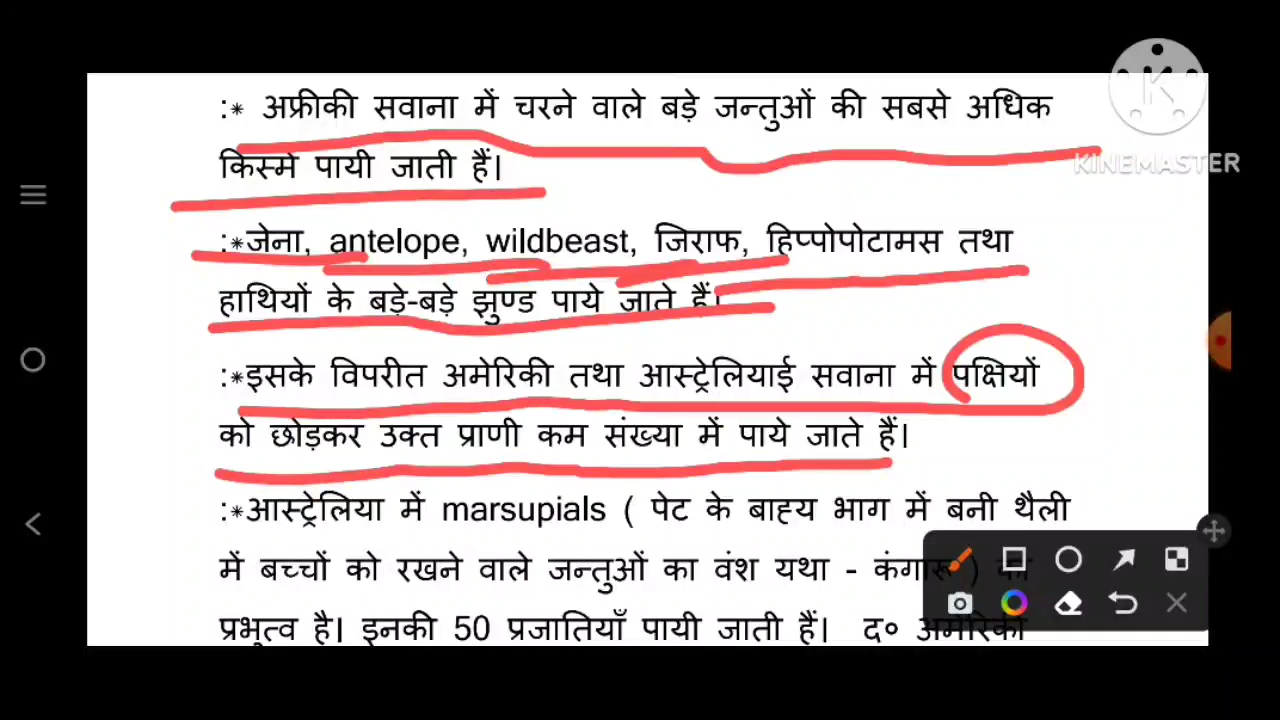 :* अफ्रीकी सवाना में चरने वाले बड़े जन्तुओं की सबसे अधिक
किस्मे पायी जाती हैं।
:*जेना, antelope, wildbeast, जिराफ, हिप्पोपोटामस तथा
हाथियों के बड़े-बड़े झुण्ड पाये जाते हैं।
:*इसके विपरीत अमेरिकी तथा आस्ट्रेलियाई सवाना में पक्षियों
को छोड़कर उक्त प्राणी कम संख्या में पाये जाते हैं।
:*आस्ट्रेलिया में marsupials ( पेट के बाह्य भाग में बनी थैली
में बच्चों को रखने वाले जन्तुओं का वंश यथा - कंगारू ) का
प्रभुत्व है। इनकी 50 प्रजातियाँ पायी जाती हैं। द० अमेरिका
KINEMASTER